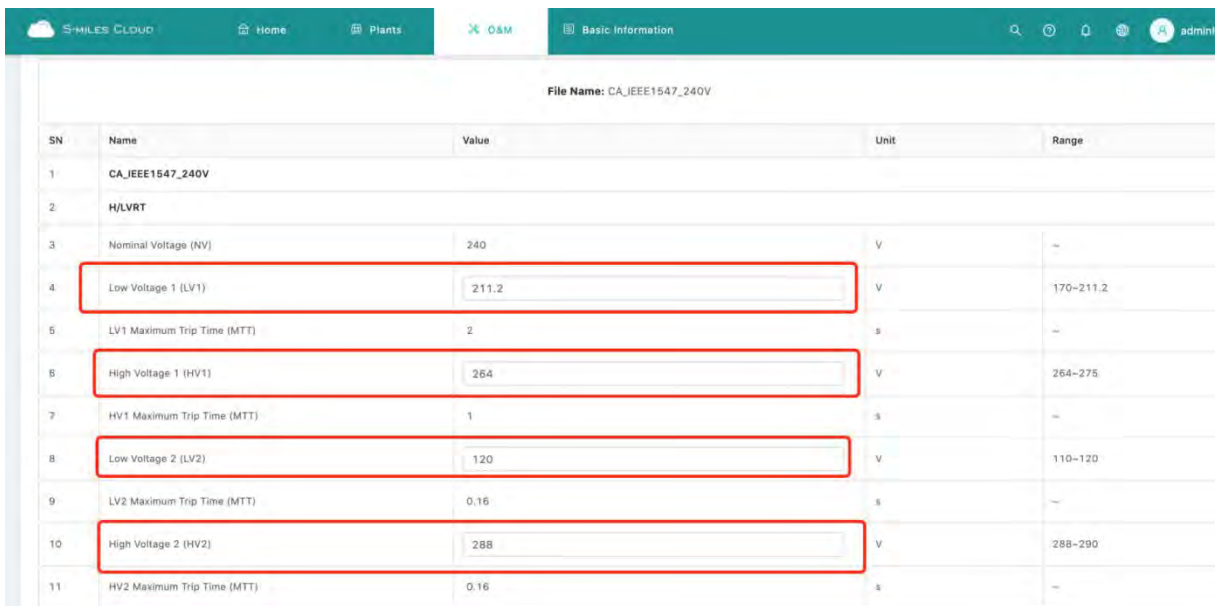 S-MILES CLOUD Home Plants O&M Basic Information A admin
File Name: CA_IEEE1547_240V
SN Name Value Unit Range
1 CA_IEEE1547_240V
2 H/LVRT
3 Nominal Voltage (NV) 240 V ~
4 Low Voltage 1 (LV1) 211.2 V 170~211.2
5 LV1 Maximum Trip Time (MTT) 2 s ~
6 High Voltage 1 (HV1) 264 V 264~275
7 HV1 Maximum Trip Time (MTT) 1 s ~
8 Low Voltage 2 (LV2) 120 V 110~120
9 LV2 Maximum Trip Time (MTT) 0.16 s ~
10 High Voltage 2 (HV2) 288 V 288~290
11 HV2 Maximum Trip Time (MTT) 0.16 s ~